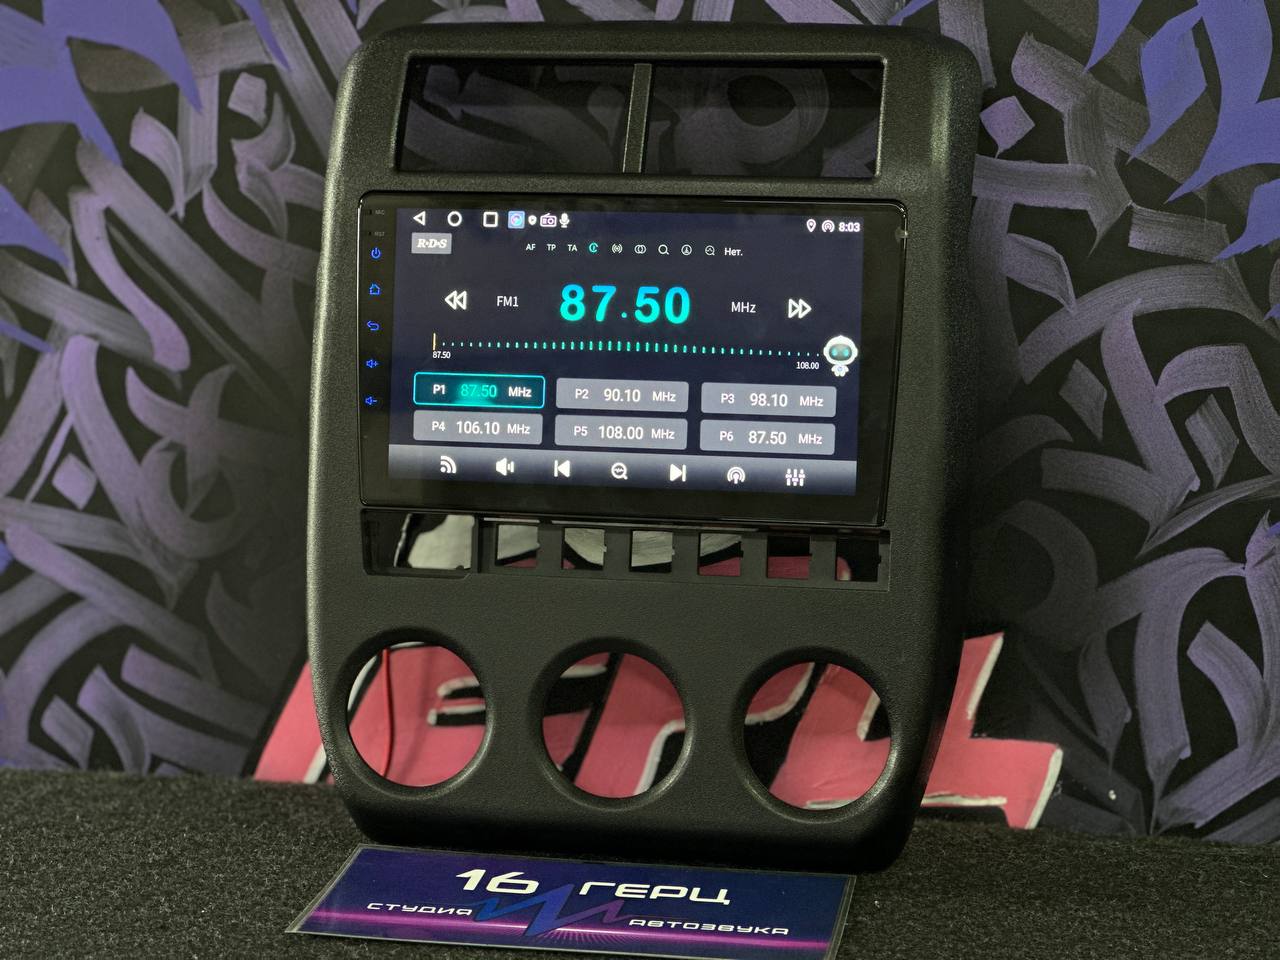 MIC
RST
8:03
R·D·S
AF TP TA Нет.
FM1 87.50 MHz
87.50 108.00
P1 87.50 MHz P2 90.10 MHz P3 98.10 MHz
P4 106.10 MHz P5 108.00 MHz P6 87.50 MHz
16 ГЕРЦ
СТУДИЯ АВТОЗВУКА